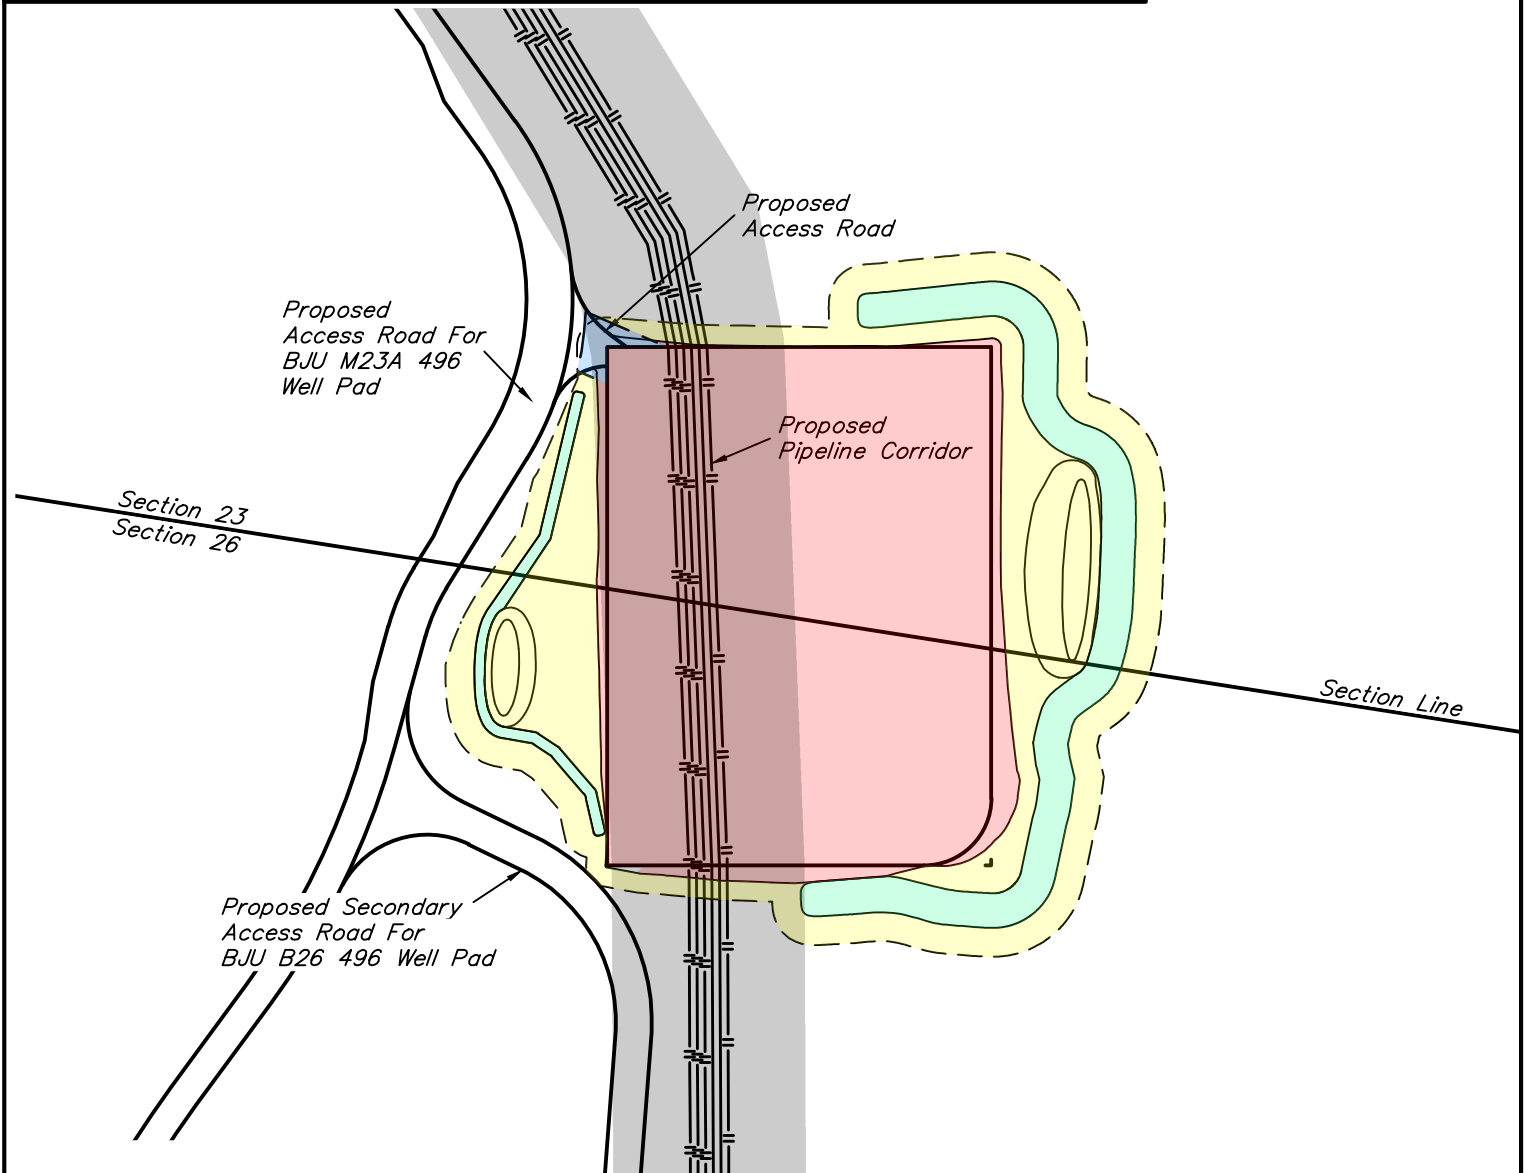 Proposed
Access Road
Proposed
Access Road For
BJU M23A 496
Well Pad
Proposed
Pipeline Corridor
Section 23
Section 26
Section Line
Proposed Secondary
Access Road For
BJU B26 496 Well Pad